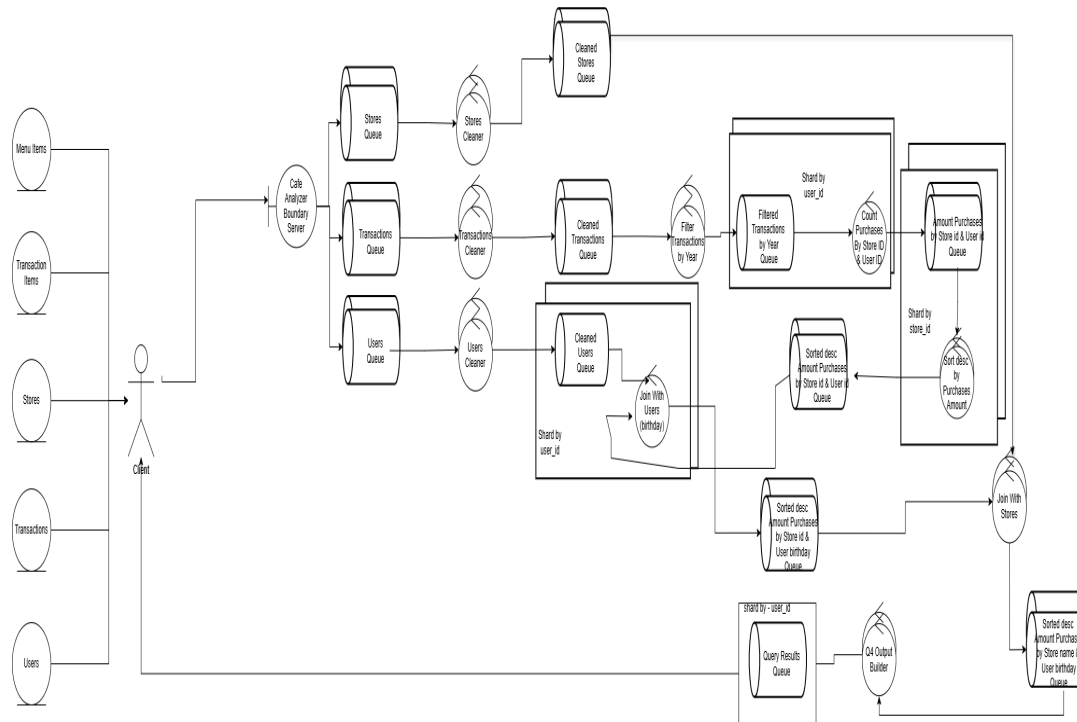 Menu Items
Transaction
Items
Stores
Transactions
Users
Client
Cafe
Analyzer
Boundary
Server
Stores
Queue
Stores
Cleaner
Cleaned
Stores
Queue
Transactions
Queue
Transactions
Cleaner
Cleaned
Transactions
Queue
Filter
Transactions
by Year
Shard by
user_id
Filtered
Transactions
by Year
Queue
Count
Purchases
By Store ID
& User ID
Amount Purchases
by Store id & User id
Queue
Shard by
store_id
Sort desc
by
Purchases
Amount
Sorted desc
Amount Purchases
by Store id & User id
Queue
Users
Queue
Users
Cleaner
Cleaned
Users
Queue
Join With
Users
(birthday)
Shard by
user_id
Sorted desc
Amount Purchases
by Store id &
User birthday
Queue
Join With
Stores
Sorted desc
Amount Purchases
by Store name &
User birthday
Queue
Q4 Output
Builder
shard by - user_id
Query Results
Queue